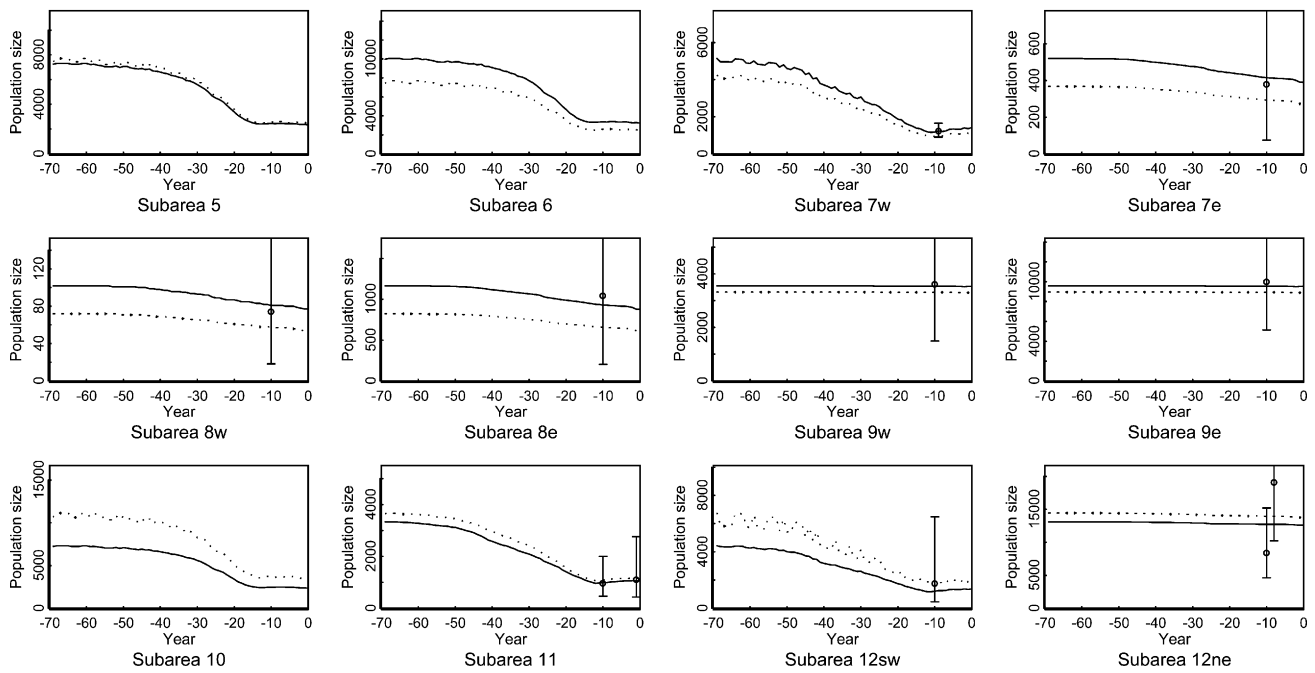 Population size
0 4000 8000
-70 -60 -50 -40 -30 -20 -10 0
Year
Subarea 5
Population size
0 4000 10000
-70 -60 -50 -40 -30 -20 -10 0
Year
Subarea 6
Population size
0 2000 6000
-70 -60 -50 -40 -30 -20 -10 0
Year
Subarea 7w
Population size
0 200 400 600
-70 -60 -50 -40 -30 -20 -10 0
Year
Subarea 7e
Population size
0 40 80 120
-70 -60 -50 -40 -30 -20 -10 0
Year
Subarea 8w
Population size
0 500 1000
-70 -60 -50 -40 -30 -20 -10 0
Year
Subarea 8e
Population size
0 2000 4000
-70 -60 -50 -40 -30 -20 -10 0
Year
Subarea 9w
Population size
0 4000 10000
-70 -60 -50 -40 -30 -20 -10 0
Year
Subarea 9e
Population size
0 5000 15000
-70 -60 -50 -40 -30 -20 -10 0
Year
Subarea 10
Population size
0 2000 4000
-70 -60 -50 -40 -30 -20 -10 0
Year
Subarea 11
Population size
0 4000 8000
-70 -60 -50 -40 -30 -20 -10 0
Year
Subarea 12sw
Population size
0 5000 15000
-70 -60 -50 -40 -30 -20 -10 0
Year
Subarea 12ne